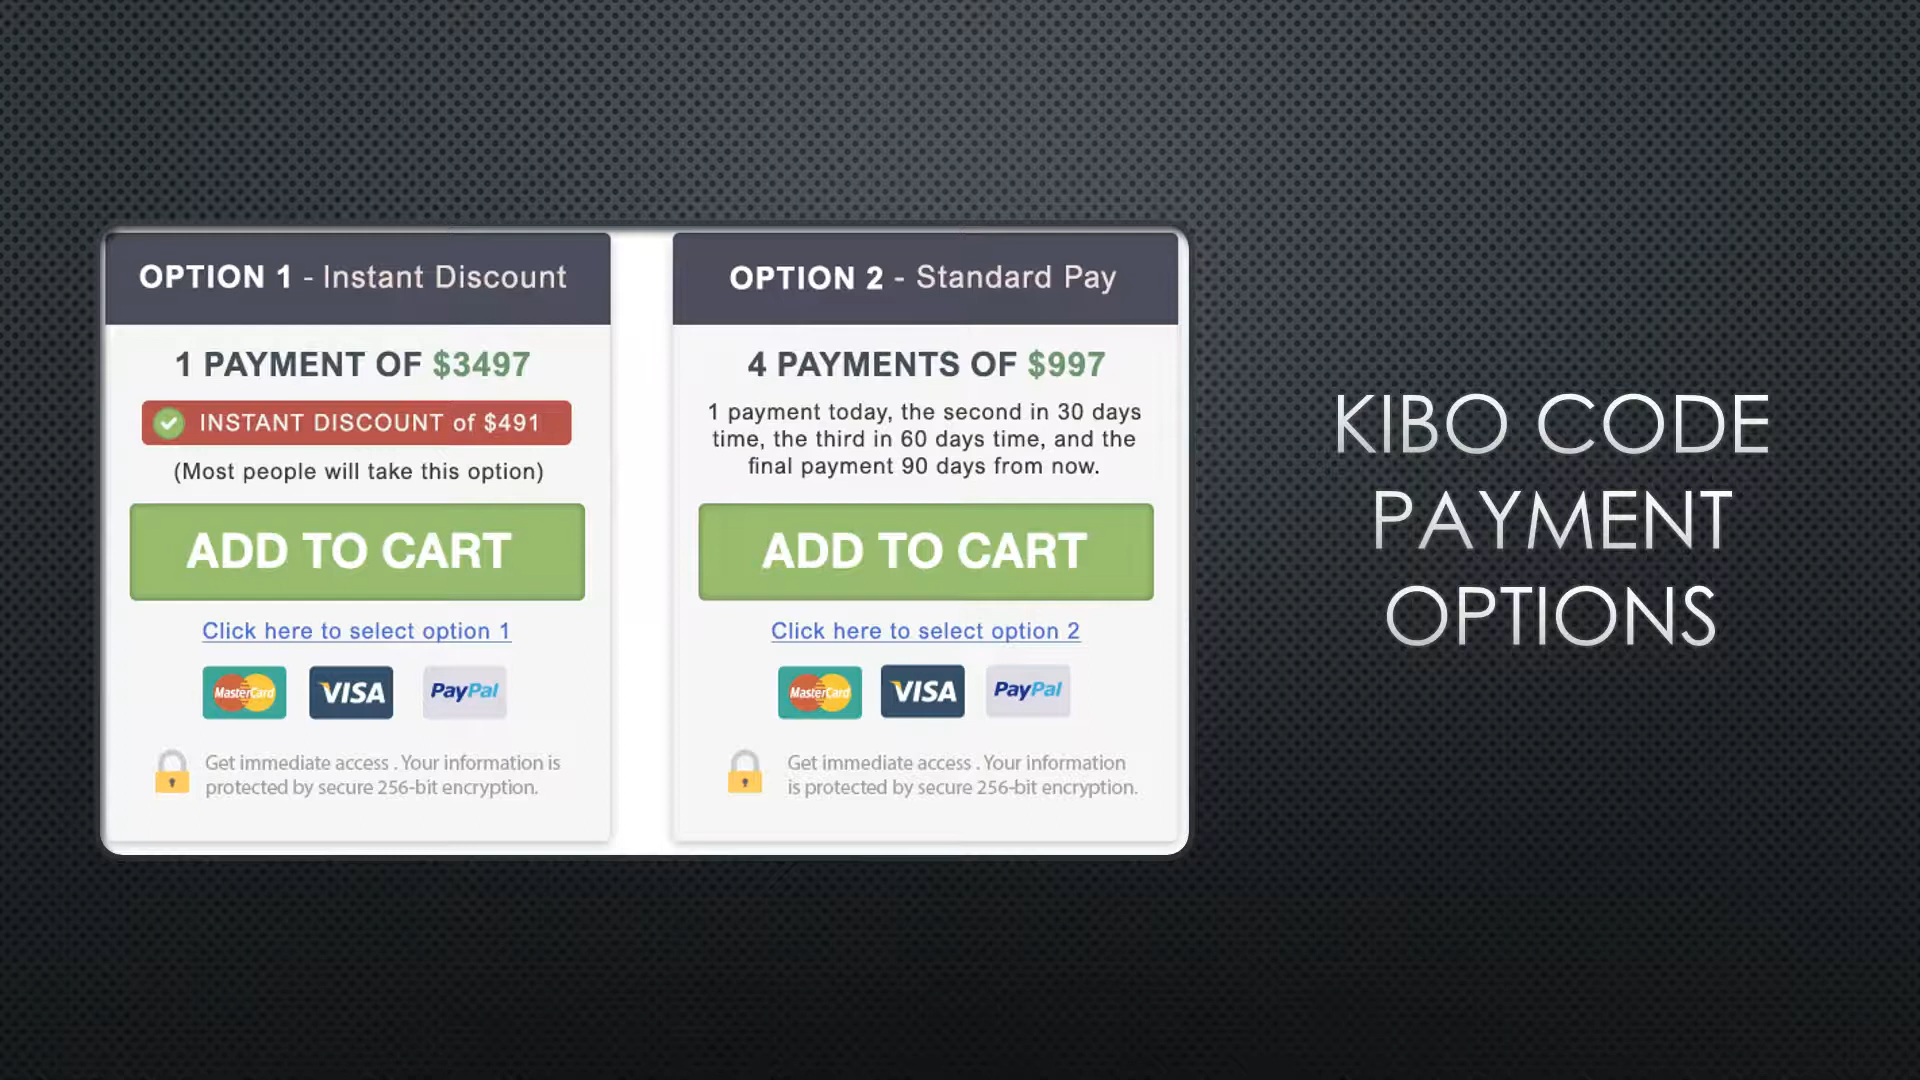 OPTION 1 - Instant Discount
1 PAYMENT OF $3497
INSTANT DISCOUNT of $491
(Most people will take this option)
ADD TO CART
Click here to select option 1
MasterCard VISA PayPal
Get immediate access . Your information is
protected by secure 256-bit encryption.
OPTION 2 - Standard Pay
4 PAYMENTS OF $997
1 payment today, the second in 30 days
time, the third in 60 days time, and the
final payment 90 days from now.
ADD TO CART
Click here to select option 2
MasterCard VISA PayPal
Get immediate access . Your information
is protected by secure 256-bit encryption.
KIBO CODE
PAYMENT
OPTIONS